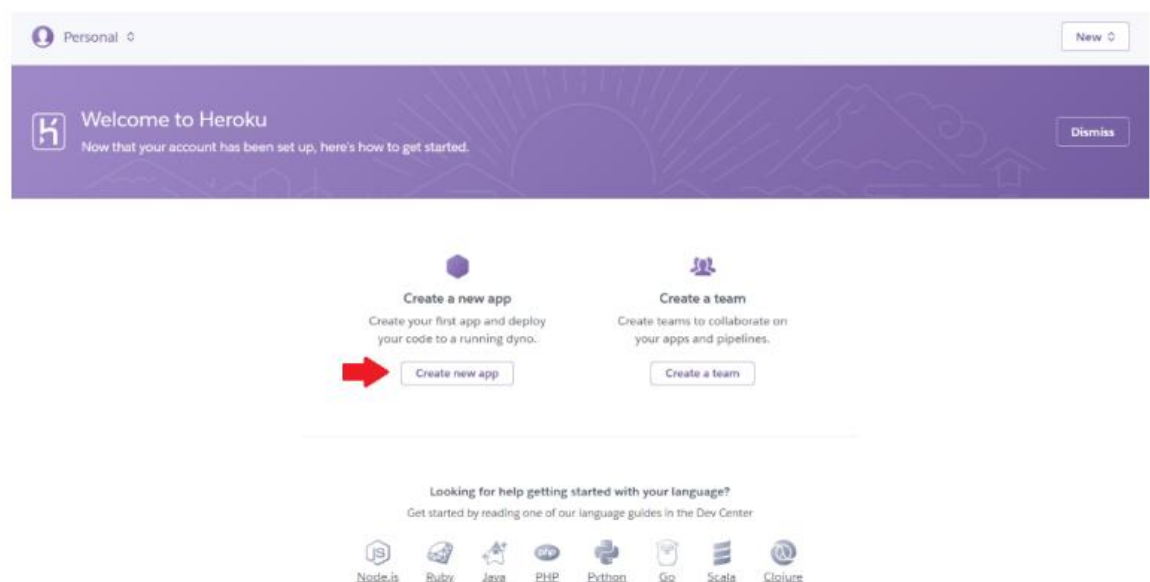 Personal
New
Welcome to Heroku
Now that your account has been set up, here's how to get started.
Dismiss
Create a new app
Create your first app and deploy
your code to a running dyno.
Create new app
Create a team
Create teams to collaborate on
your apps and pipelines.
Create a team
Looking for help getting started with your language?
Get started by reading one of our language guides in the Dev Center
JS
php
Node.js Ruby Java PHP Python Go Scala Clojure